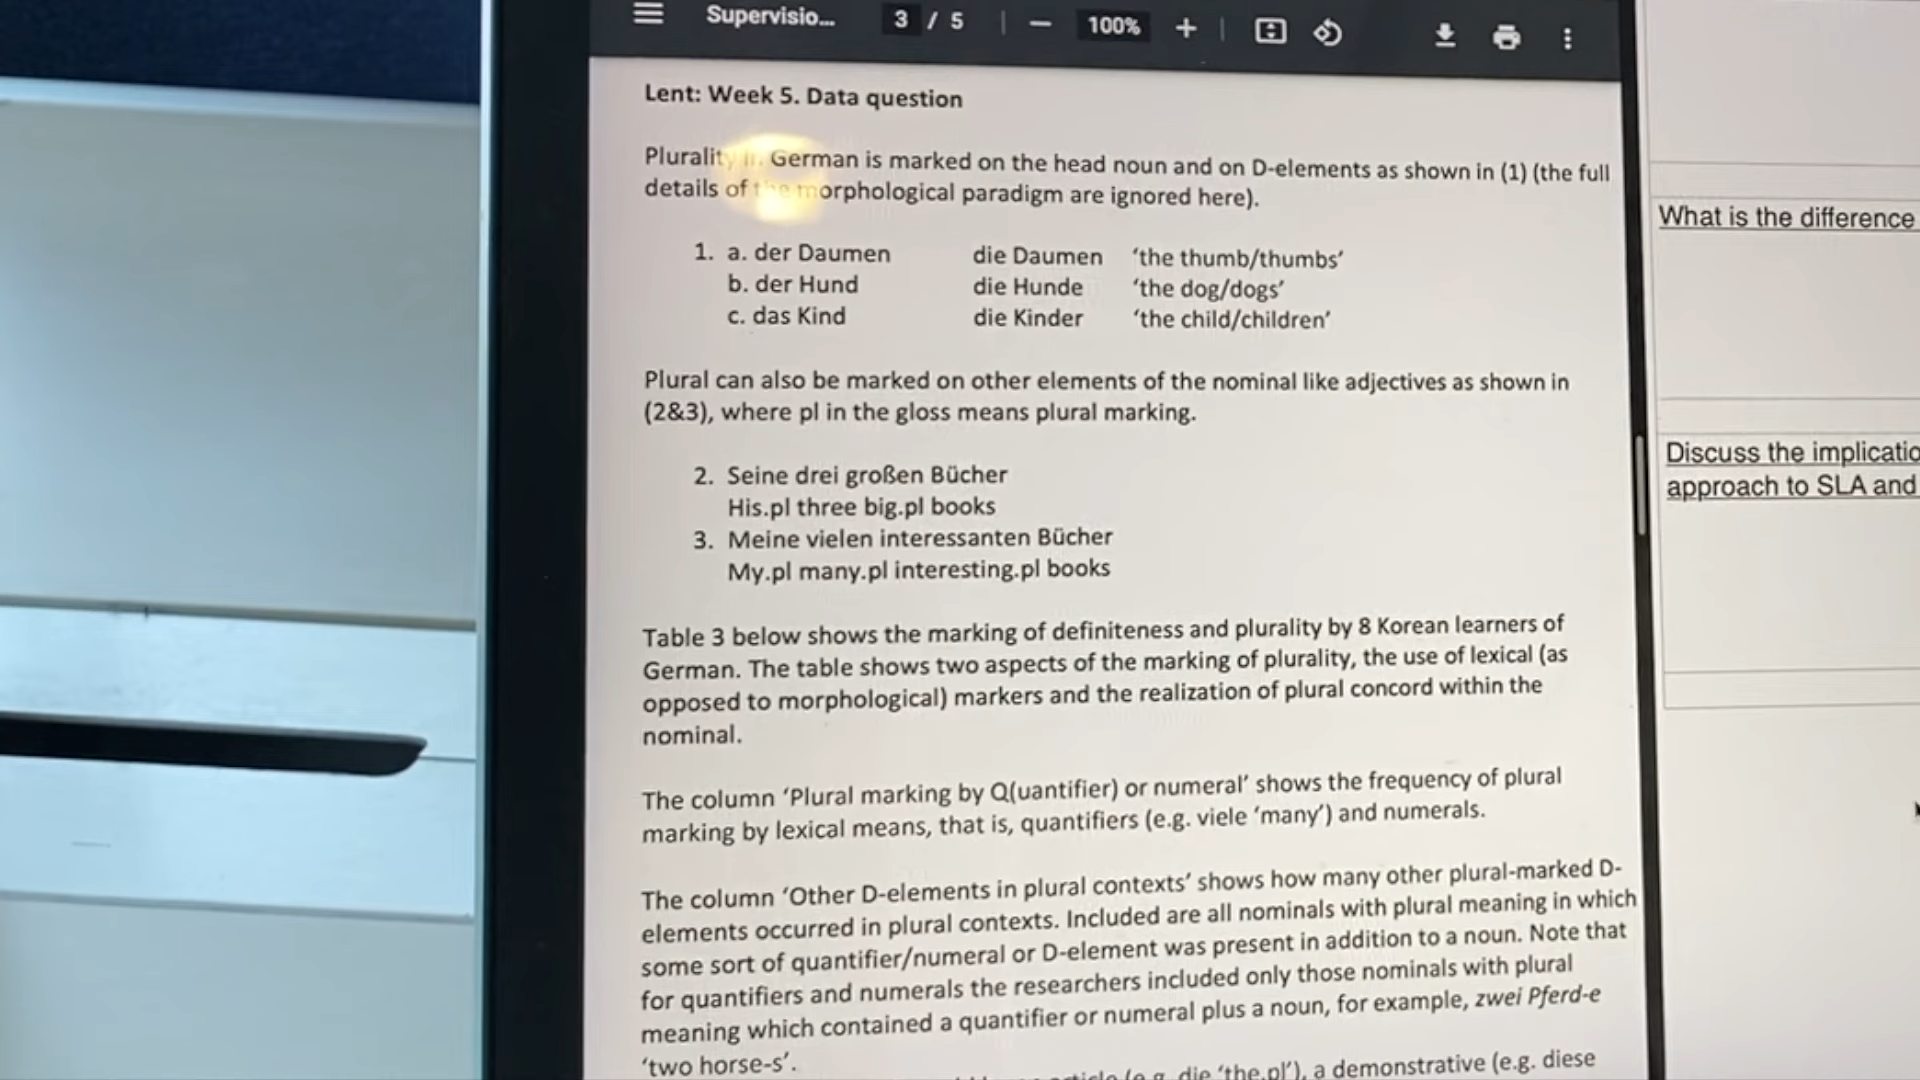 Supervisio... 3 / 5 100%
Lent: Week 5. Data question
Plurality in German is marked on the head noun and on D-elements as shown in (1) (the full
details of the morphological paradigm are ignored here).
1. a. der Daumen die Daumen ‘the thumb/thumbs’
b. der Hund die Hunde ‘the dog/dogs’
c. das Kind die Kinder ‘the child/children’
Plural can also be marked on other elements of the nominal like adjectives as shown in
(2&3), where pl in the gloss means plural marking.
2. Seine drei großen Bücher
His.pl three big.pl books
3. Meine vielen interessanten Bücher
My.pl many.pl interesting.pl books
Table 3 below shows the marking of definiteness and plurality by 8 Korean learners of
German. The table shows two aspects of the marking of plurality, the use of lexical (as
opposed to morphological) markers and the realization of plural concord within the
nominal.
The column ‘Plural marking by Q(uantifier) or numeral’ shows the frequency of plural
marking by lexical means, that is, quantifiers (e.g. viele ‘many’) and numerals.
The column ‘Other D-elements in plural contexts’ shows how many other plural-marked D-
elements occurred in plural contexts. Included are all nominals with plural meaning in which
some sort of quantifier/numeral or D-element was present in addition to a noun. Note that
for quantifiers and numerals the researchers included only those nominals with plural
meaning which contained a quantifier or numeral plus a noun, for example, zwei Pferd-e
‘two horse-s’.
(e.g. die ‘the.pl’), a demonstrative (e.g. diese
What is the difference
Discuss the implicatio
approach to SLA and